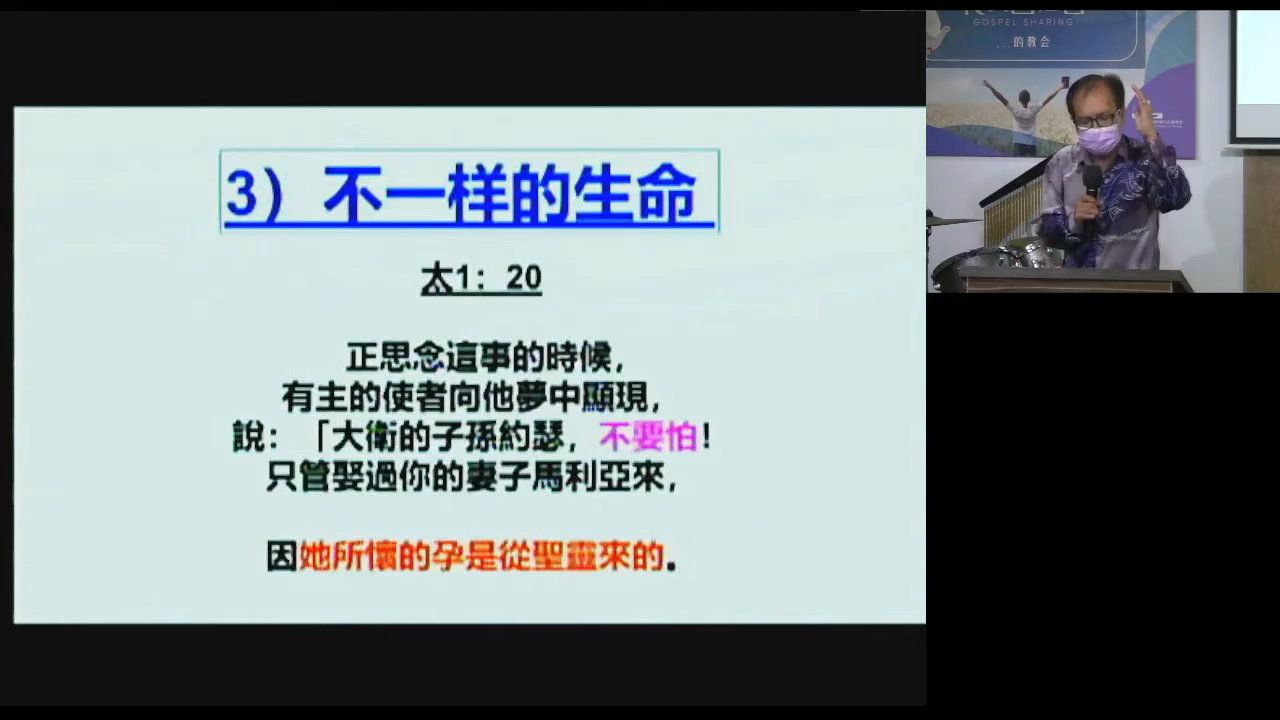 3）不一样的生命
太1：20
正思念這事的時候，
有主的使者向他夢中顯現，
說：「大衛的子孫約瑟，不要怕！
只管娶過你的妻子馬利亞來，
因她所懷的孕是從聖靈來的。
GOSPEL SHARING
...的教会